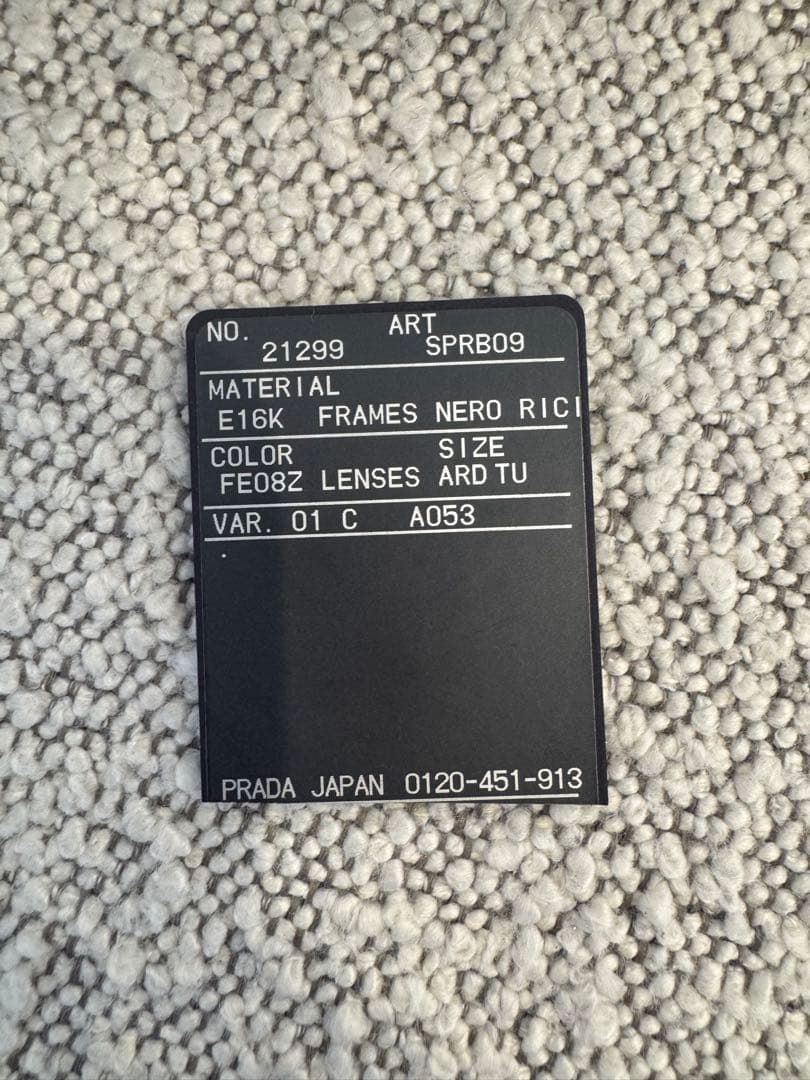 NO. ART
21299 SPRB09
MATERIAL
E16K FRAMES NERO RICI
COLOR SIZE
FE08Z LENSES ARD TU
VAR. 01 C A053
.
PRADA JAPAN 0120-451-913